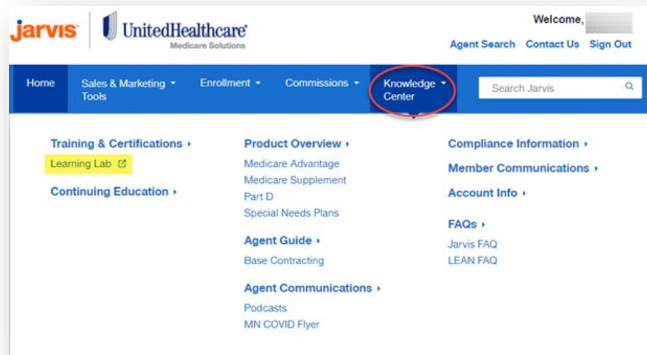 jarvis
UnitedHealthcare®
Medicare Solutions
Welcome,
Agent Search Contact Us Sign Out
Home
Sales & Marketing
Tools
Enrollment
Commissions
Knowledge
Center
Search Jarvis
Training & Certifications
Learning Lab
Continuing Education
Product Overview
Medicare Advantage
Medicare Supplement
Part D
Special Needs Plans
Agent Guide
Base Contracting
Agent Communications
Podcasts
MN COVID Flyer
Compliance Information
Member Communications
Account Info
FAQs
Jarvis FAQ
LEAN FAQ